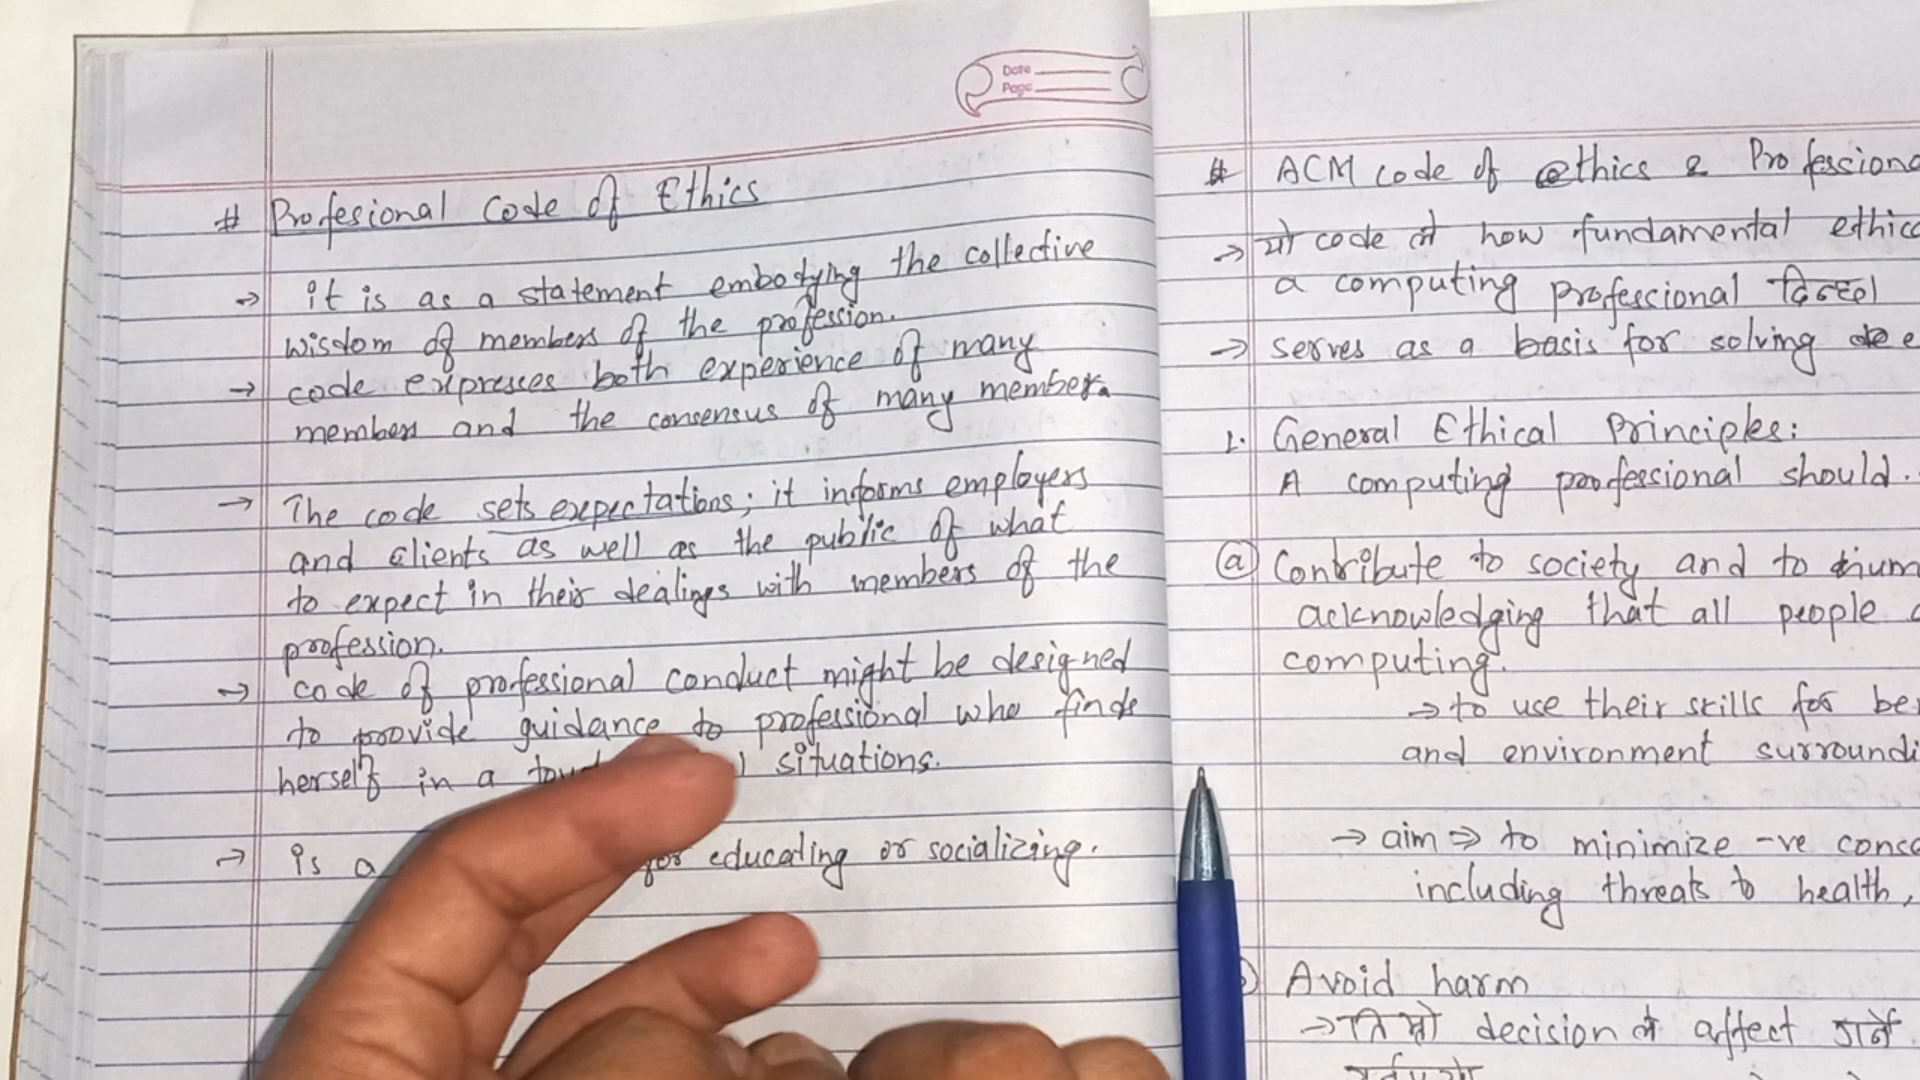 Date
Page
# Profesional Code of Ethics
→ it is as a statement embodying the collective
wisdom of members of the profession.
→ code expresses both experience of many
members and the consensus of many members
→ The code sets expectations; it informs employers
and clients as well as the public of what
to expect in their dealings with members of the
profession.
→ code of professional conduct might be designed
to provide guidance to professional who finds
herself in a situations.
→ is a for educating or socializing.
# ACM code of ethics & Professiona
→ यो code ले how fundamental ethic
a computing professional
→ serves as a basis for solving e
1. General Ethical Principles:
A computing professional should.
(a) Contribute to society and to hum
acknowledging that all people
computing.
→ to use their skills for be
and environment surroundi
→ aim ⇒ to minimize -ve cons
including threats to health,
Avoid harm
→ decision ले affect गर्ने